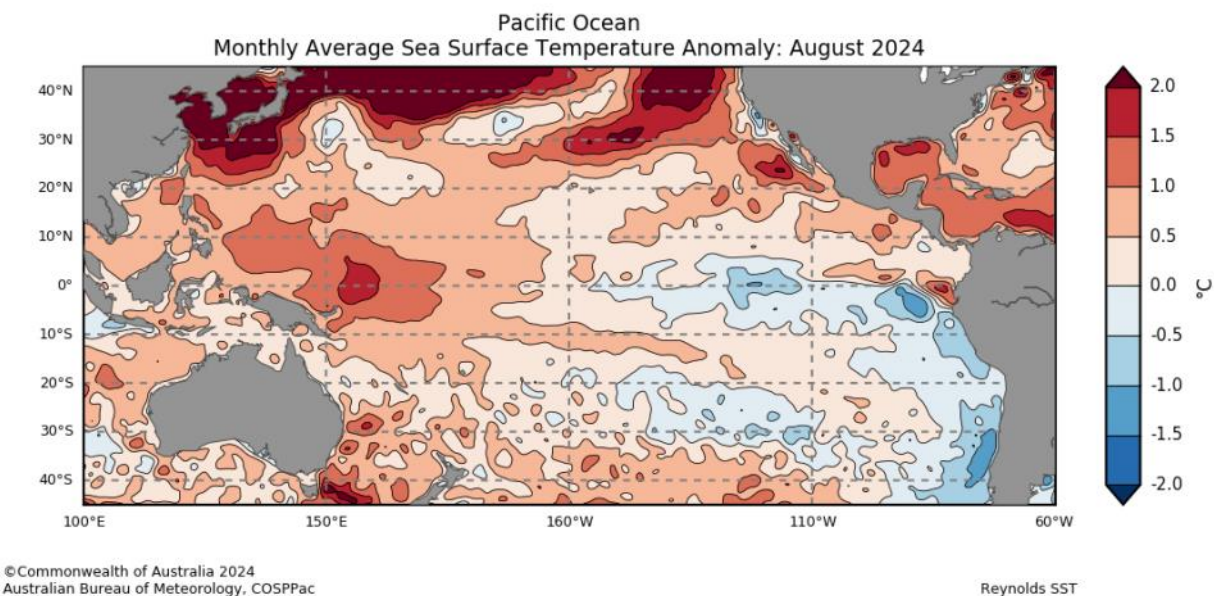 Pacific Ocean
Monthly Average Sea Surface Temperature Anomaly: August 2024
40°N
30°N
20°N
10°N
0°
10°S
20°S
30°S
40°S
100°E
150°E
160°W
110°W
60°W
2.0
1.5
1.0
0.5
0.0
-0.5
-1.0
-1.5
-2.0
°C
©Commonwealth of Australia 2024
Australian Bureau of Meteorology, COSPPac
Reynolds SST